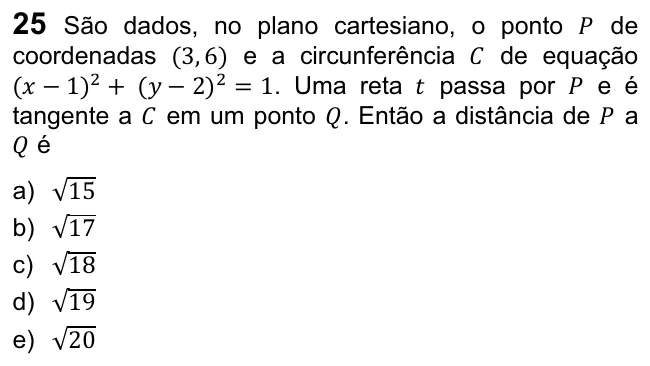 25 São dados, no plano cartesiano, o ponto P de
coordenadas (3,6) e a circunferência C de equação
(x − 1)² + (y − 2)² = 1. Uma reta t passa por P e é
tangente a C em um ponto Q. Então a distância de P a
Q é
a) √15
b) √17
c) √18
d) √19
e) √20